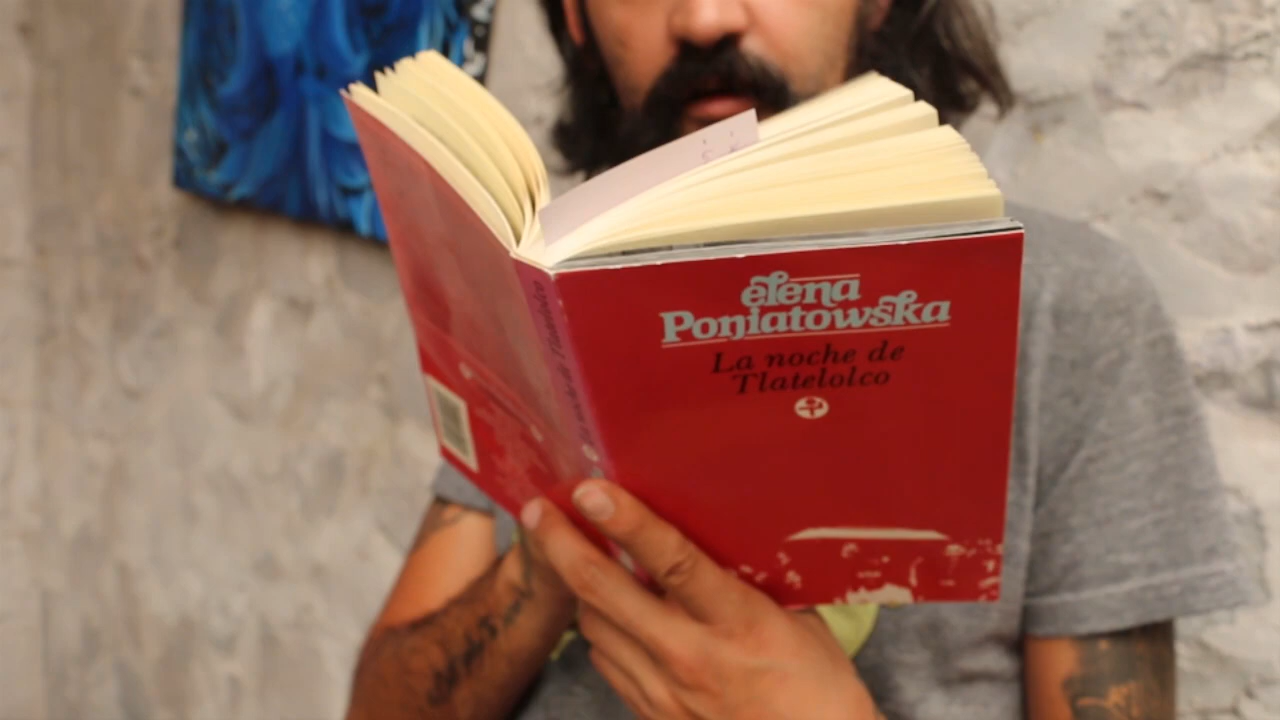 elena
Poniatowska
La noche de
Tlatelolco